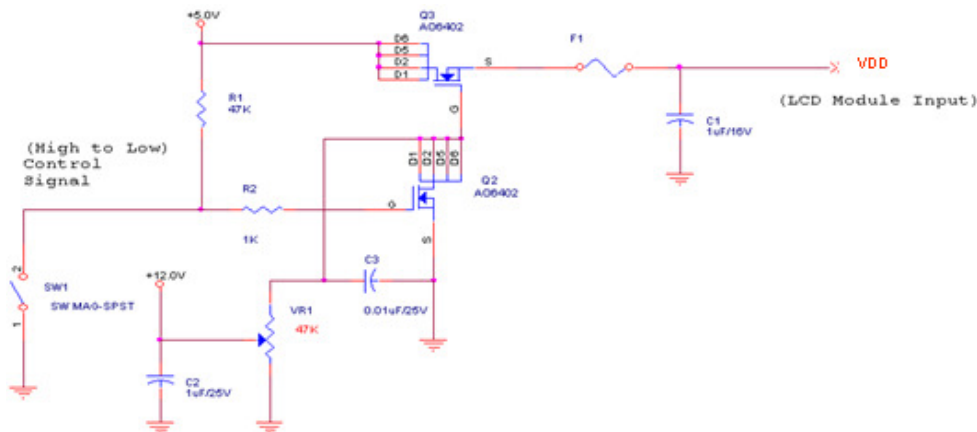 +5.0V
Q3
AO6402
D6
D5
D2
D1
S
G
F1
VDD
(LCD Module Input)
C1
1uF/16V
R1
47K
(High to Low)
Control
Signal
R2
1K
G
D1
D2
D5
D6
Q2
AO6402
S
2
SW1
SW MAG-SPST
1
+12.0V
C3
0.01uF/25V
VR1
47K
C2
1uF/25V